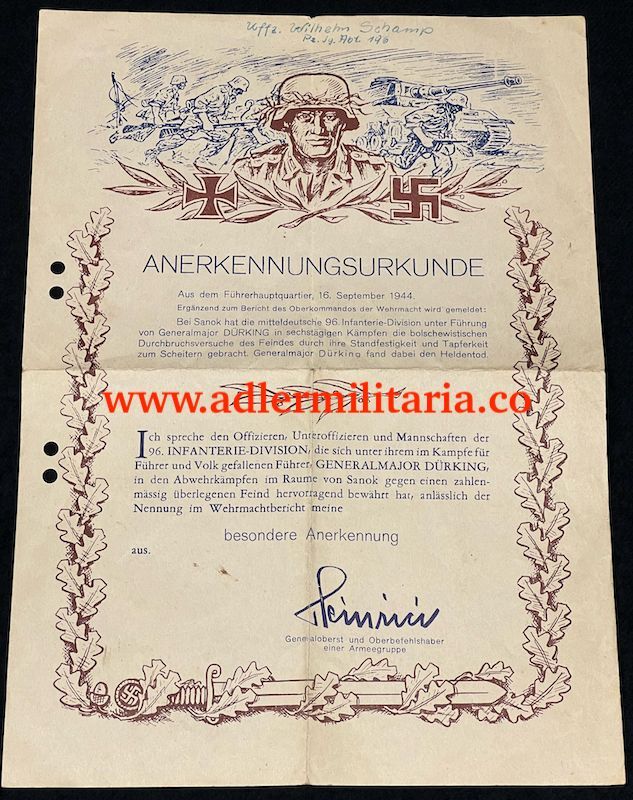 Uffz. Wilhelm Schamp
Pz. Jg. Abt. 196
ANERKENNUNGSURKUNDE
Aus dem Führerhauptquartier, 16. September 1944.
Ergänzend zum Bericht des Oberkommandos der Wehrmacht wird gemeldet:
Bei Sanok hat die mitteldeutsche 96. Infanterie-Division unter Führung
von Generalmajor DÜRKING in sechstägigen Kämpfen die bolschewistischen
Durchbruchsversuche des Feindes durch ihre Standfestigkeit und Tapferkeit
zum Scheitern gebracht. Generalmajor Dürking fand dabei den Heldentod.
www.adlermilitaria.co
Ich spreche den Offizieren, Unteroffizieren und Mannschaften der
96. INFANTERIE-DIVISION, die sich unter ihrem im Kampfe für
Führer und Volk gefallenen Führer, GENERALMAJOR DÜRKING,
in den Abwehrkämpfen im Raume von Sanok gegen einen zahlen-
mässig überlegenen Feind hervorragend bewährt hat, anlässlich der
Nennung im Wehrmachtbericht meine
besondere Anerkennung
aus.
Heinrici
Generaloberst und Oberbefehlshaber
einer Armeegruppe